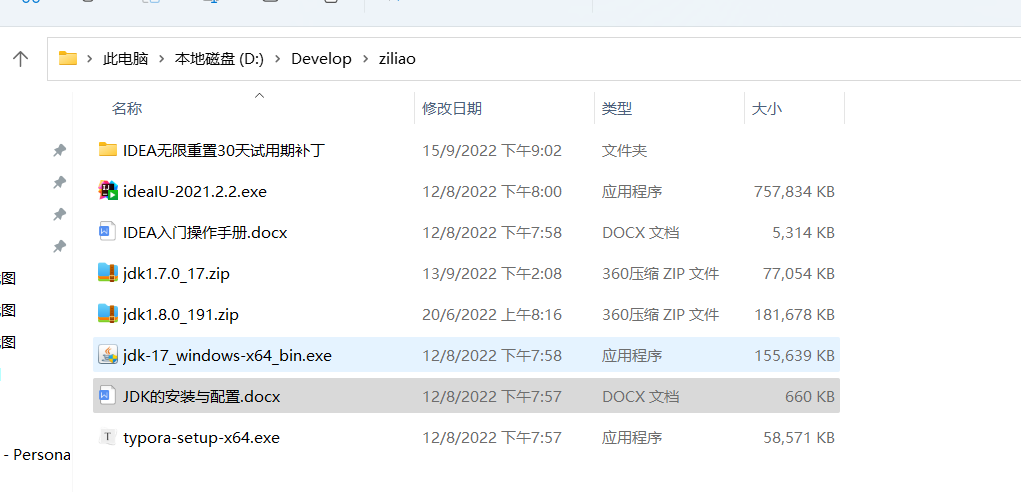 此电脑 > 本地磁盘 (D:) > Develop > ziliao
名称 修改日期 类型 大小
IDEA无限重置30天试用期补丁 15/9/2022 下午9:02 文件夹
ideaIU-2021.2.2.exe 12/8/2022 下午8:00 应用程序 757,834 KB
IDEA入门操作手册.docx 12/8/2022 下午7:58 DOCX 文档 5,314 KB
图 jdk1.7.0_17.zip 13/9/2022 下午2:08 360压缩 ZIP 文件 77,054 KB
图 jdk1.8.0_191.zip 20/6/2022 上午8:16 360压缩 ZIP 文件 181,678 KB
图 jdk-17_windows-x64_bin.exe 12/8/2022 下午7:58 应用程序 155,639 KB
JDK的安装与配置.docx 12/8/2022 下午7:57 DOCX 文档 660 KB
typora-setup-x64.exe 12/8/2022 下午7:57 应用程序 58,571 KB
- Persona